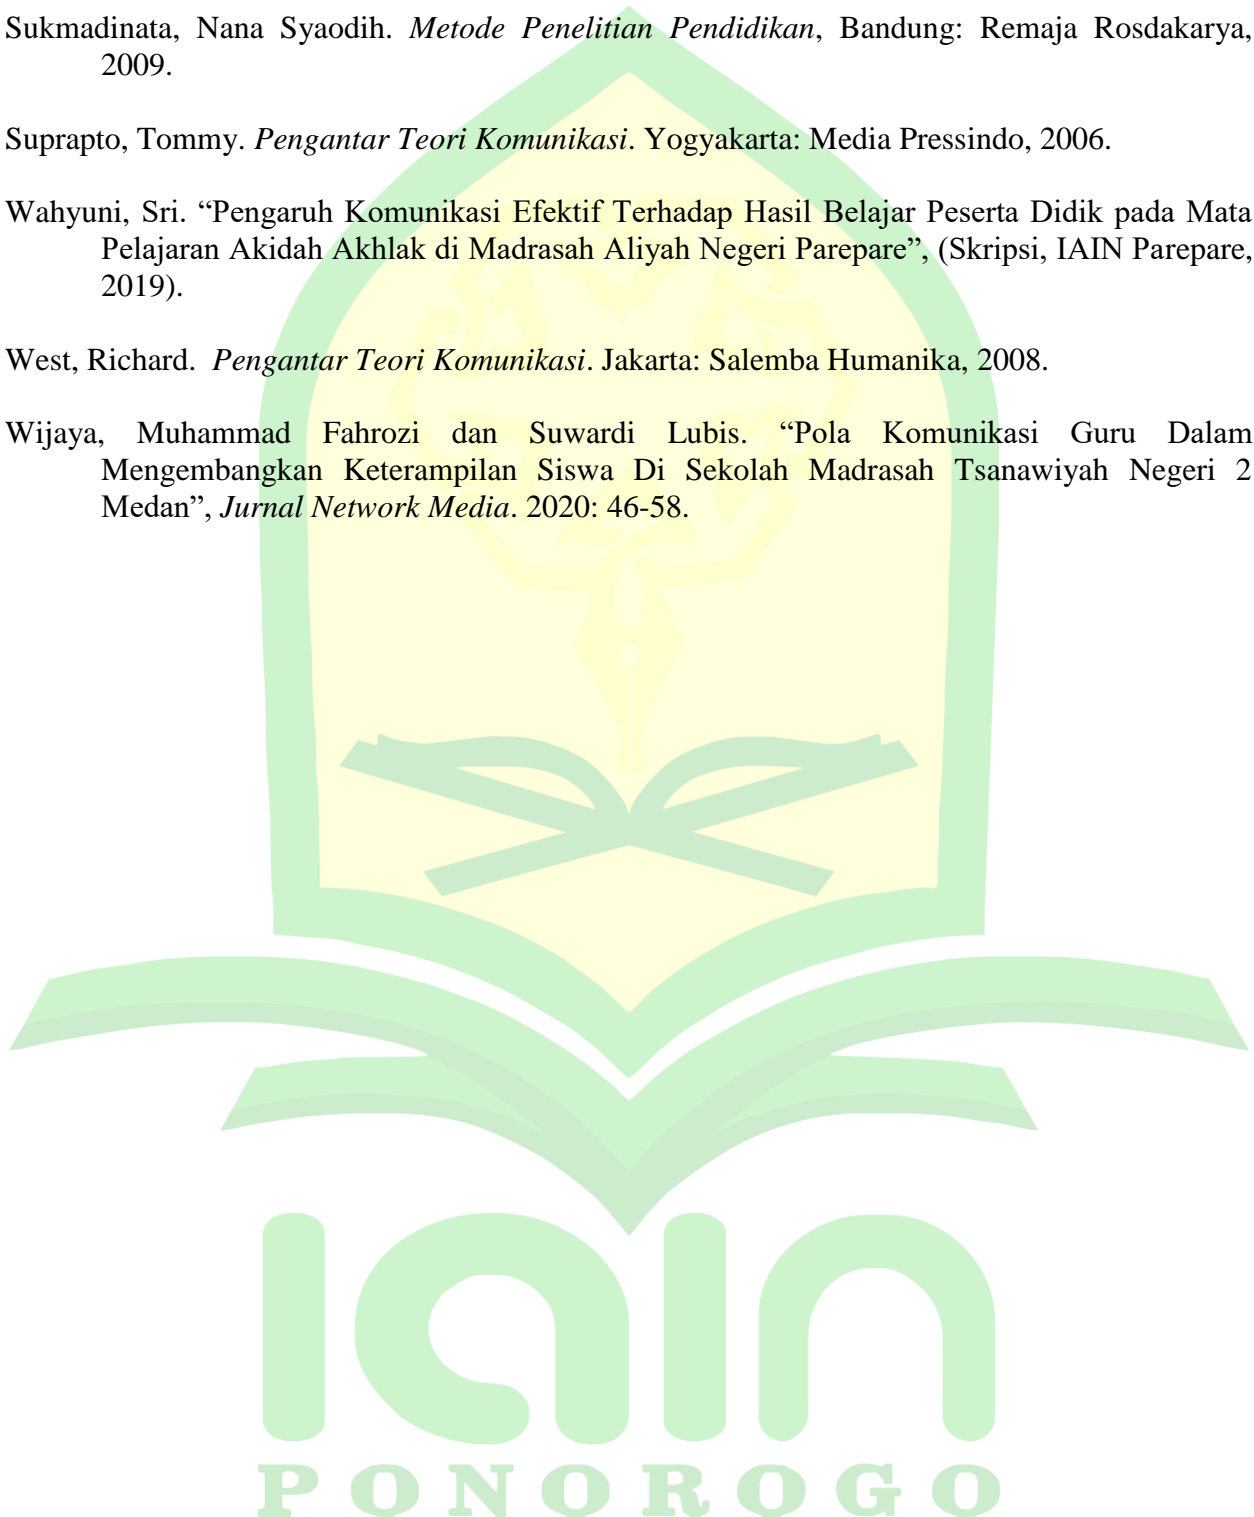 Sukmadinata, Nana Syaodih. Metode Penelitian Pendidikan, Bandung: Remaja Rosdakarya,
2009.
Suprapto, Tommy. Pengantar Teori Komunikasi. Yogyakarta: Media Pressindo, 2006.
Wahyuni, Sri. “Pengaruh Komunikasi Efektif Terhadap Hasil Belajar Peserta Didik pada Mata
Pelajaran Akidah Akhlak di Madrasah Aliyah Negeri Parepare”, (Skripsi, IAIN Parepare,
2019).
West, Richard. Pengantar Teori Komunikasi. Jakarta: Salemba Humanika, 2008.
Wijaya, Muhammad Fahrozi dan Suwardi Lubis. “Pola Komunikasi Guru Dalam
Mengembangkan Keterampilan Siswa Di Sekolah Madrasah Tsanawiyah Negeri 2
Medan”, Jurnal Network Media. 2020: 46-58.
iain
PONOROGO